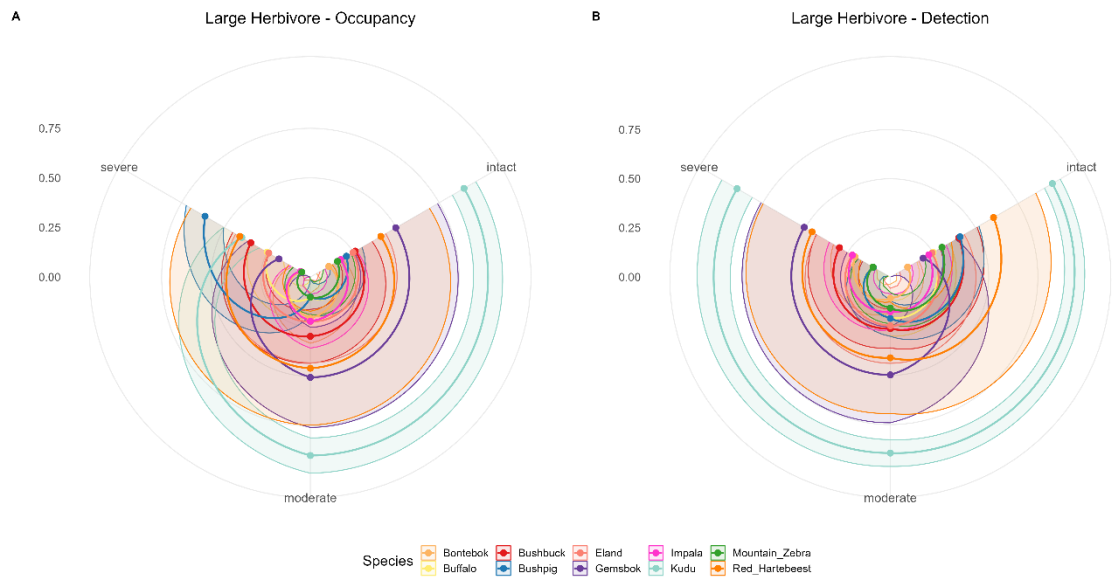 A
Large Herbivore - Occupancy
0.75
0.50
0.25
0.00
severe
intact
moderate
B
Large Herbivore - Detection
0.75
0.50
0.25
0.00
severe
intact
moderate
Species
Bontebok
Bushbuck
Eland
Impala
Mountain_Zebra
Buffalo
Bushpig
Gemsbok
Kudu
Red_Hartebeest